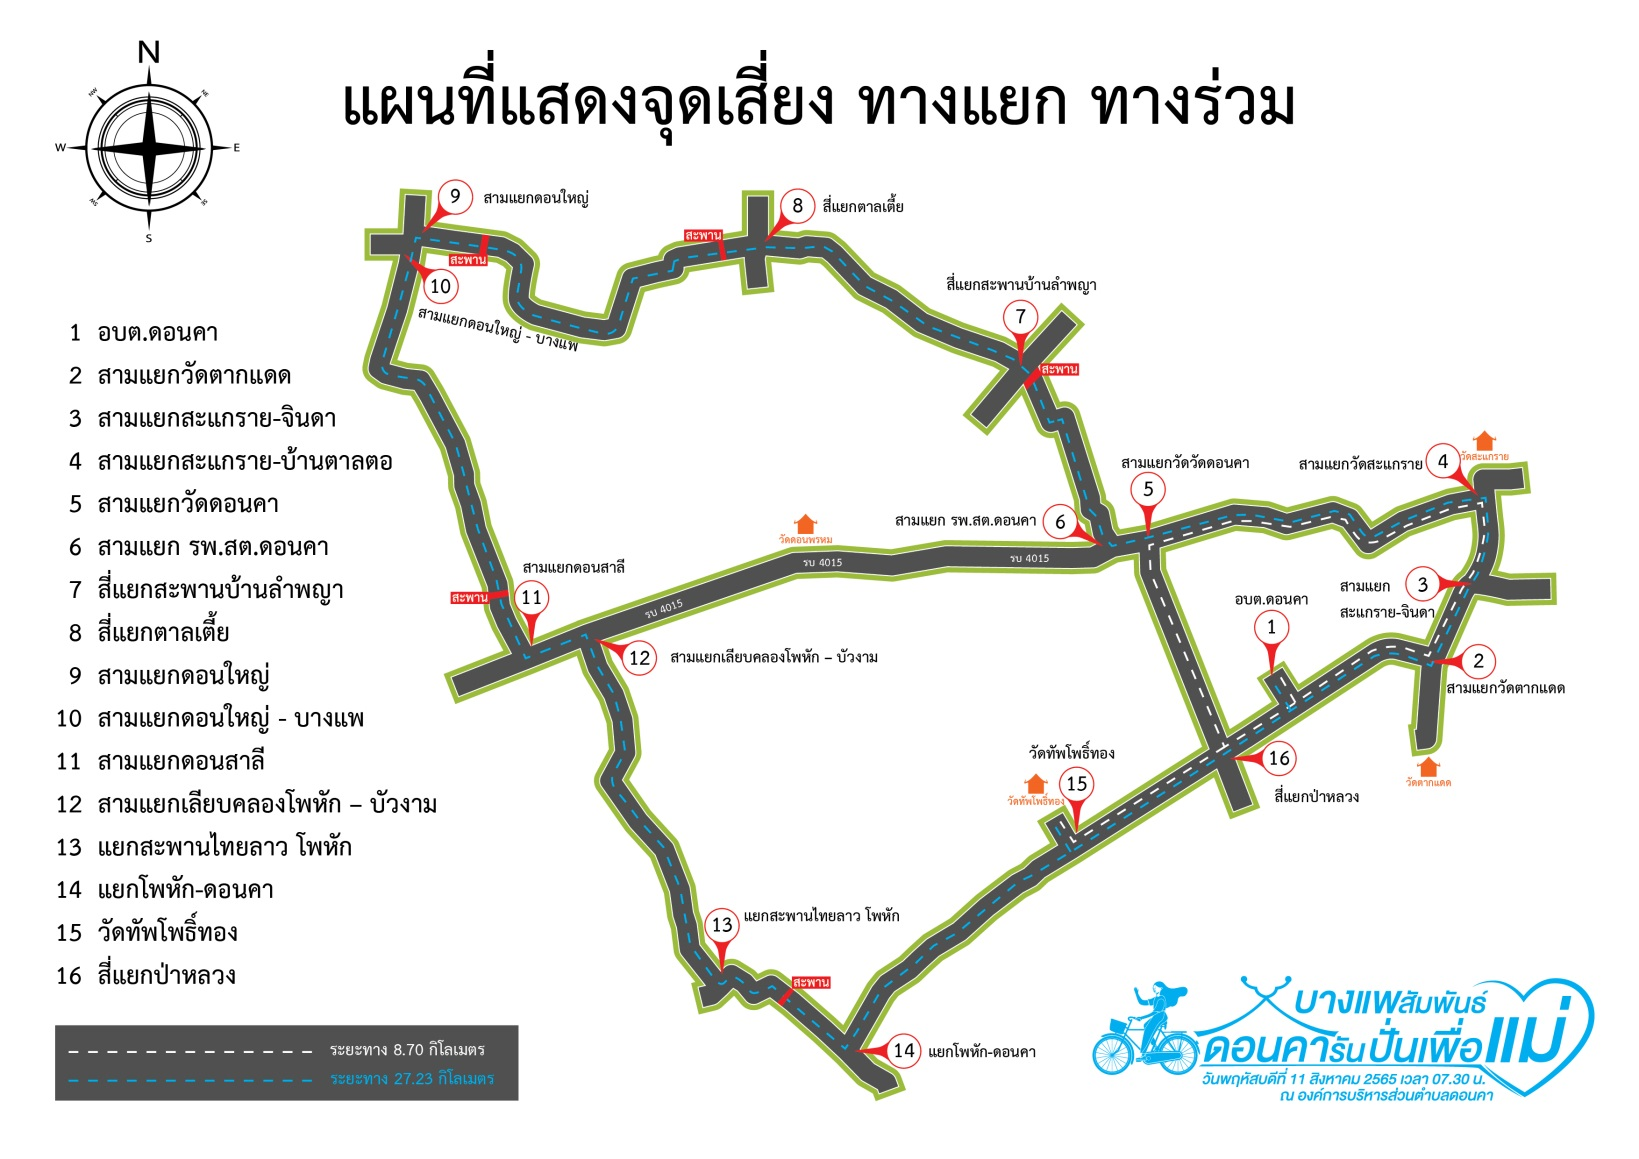 แผนที่แสดงจุดเสี่ยง ทางแยก ทางร่วม
N
NW
NE
W
E
SW
SE
S
1 อบต.ดอนคา
2 สามแยกวัดตากแดด
3 สามแยกสะแกราย-จินดา
4 สามแยกสะแกราย-บ้านตาลตอ
5 สามแยกวัดดอนคา
6 สามแยก รพ.สต.ดอนคา
7 สี่แยกสะพานบ้านลำพญา
8 สี่แยกตาลเตี้ย
9 สามแยกดอนใหญ่
10 สามแยกดอนใหญ่ - บางแพ
11 สามแยกดอนสาลี
12 สามแยกเลียบคลองโพหัก – บัวงาม
13 แยกสะพานไทยลาว โพหัก
14 แยกโพหัก-ดอนคา
15 วัดทัพโพธิ์ทอง
16 สี่แยกป่าหลวง
ระยะทาง 8.70 กิโลเมตร
ระยะทาง 27.23 กิโลเมตร
9 สามแยกดอนใหญ่
สะพาน
10
สามแยกดอนใหญ่ - บางแพ
สะพาน
8 สี่แยกตาลเตี้ย
สี่แยกสะพานบ้านลำพญา
7
สะพาน
สามแยกวัดวัดดอนคา
5
สามแยกวัดสะแกราย 4
วัดสะแกราย
สามแยก รพ.สต.ดอนคา 6
วัดดอนพรหม
รบ 4015
รบ 4015
รบ 4015
สามแยกดอนสาลี
สะพาน
11
12 สามแยกเลียบคลองโพหัก – บัวงาม
สามแยก
สะแกราย-จินดา
3
อบต.ดอนคา
1
2
สามแยกวัดตากแดด
วัดตากแดด
วัดทัพโพธิ์ทอง
15
วัดทัพโพธิ์ทอง
16
สี่แยกป่าหลวง
13 แยกสะพานไทยลาว โพหัก
สะพาน
14 แยกโพหัก-ดอนคา
บางแพสัมพันธ์
ดอนคารันปั่นเพื่อแม่
วันพฤหัสบดีที่ 11 สิงหาคม 2565 เวลา 07.30 น.
ณ องค์การบริหารส่วนตำบลดอนคา